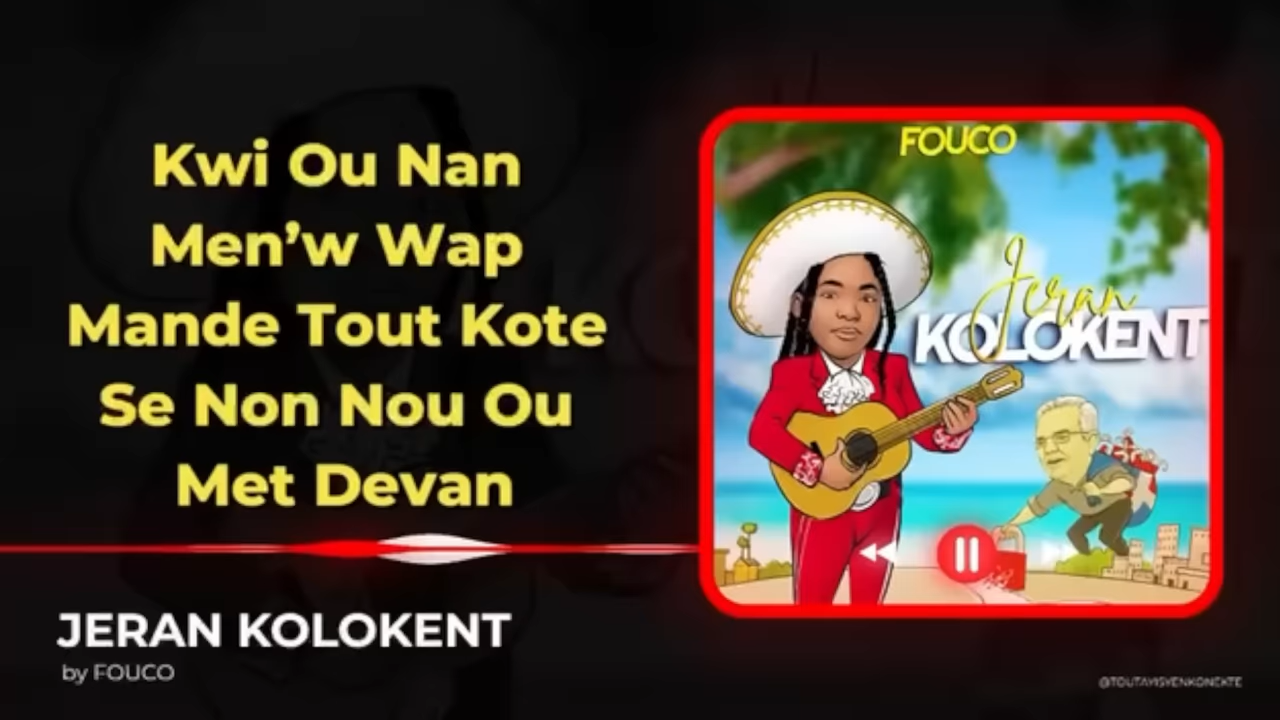 Kwi Ou Nan
Men’w Wap
Mande Tout Kote
Se Non Nou Ou
Met Devan
JERAN KOLOKENT
by FOUCO
FOUCO
Jeran
KOLOKENT
@TOUTAYISYENKONEKTE